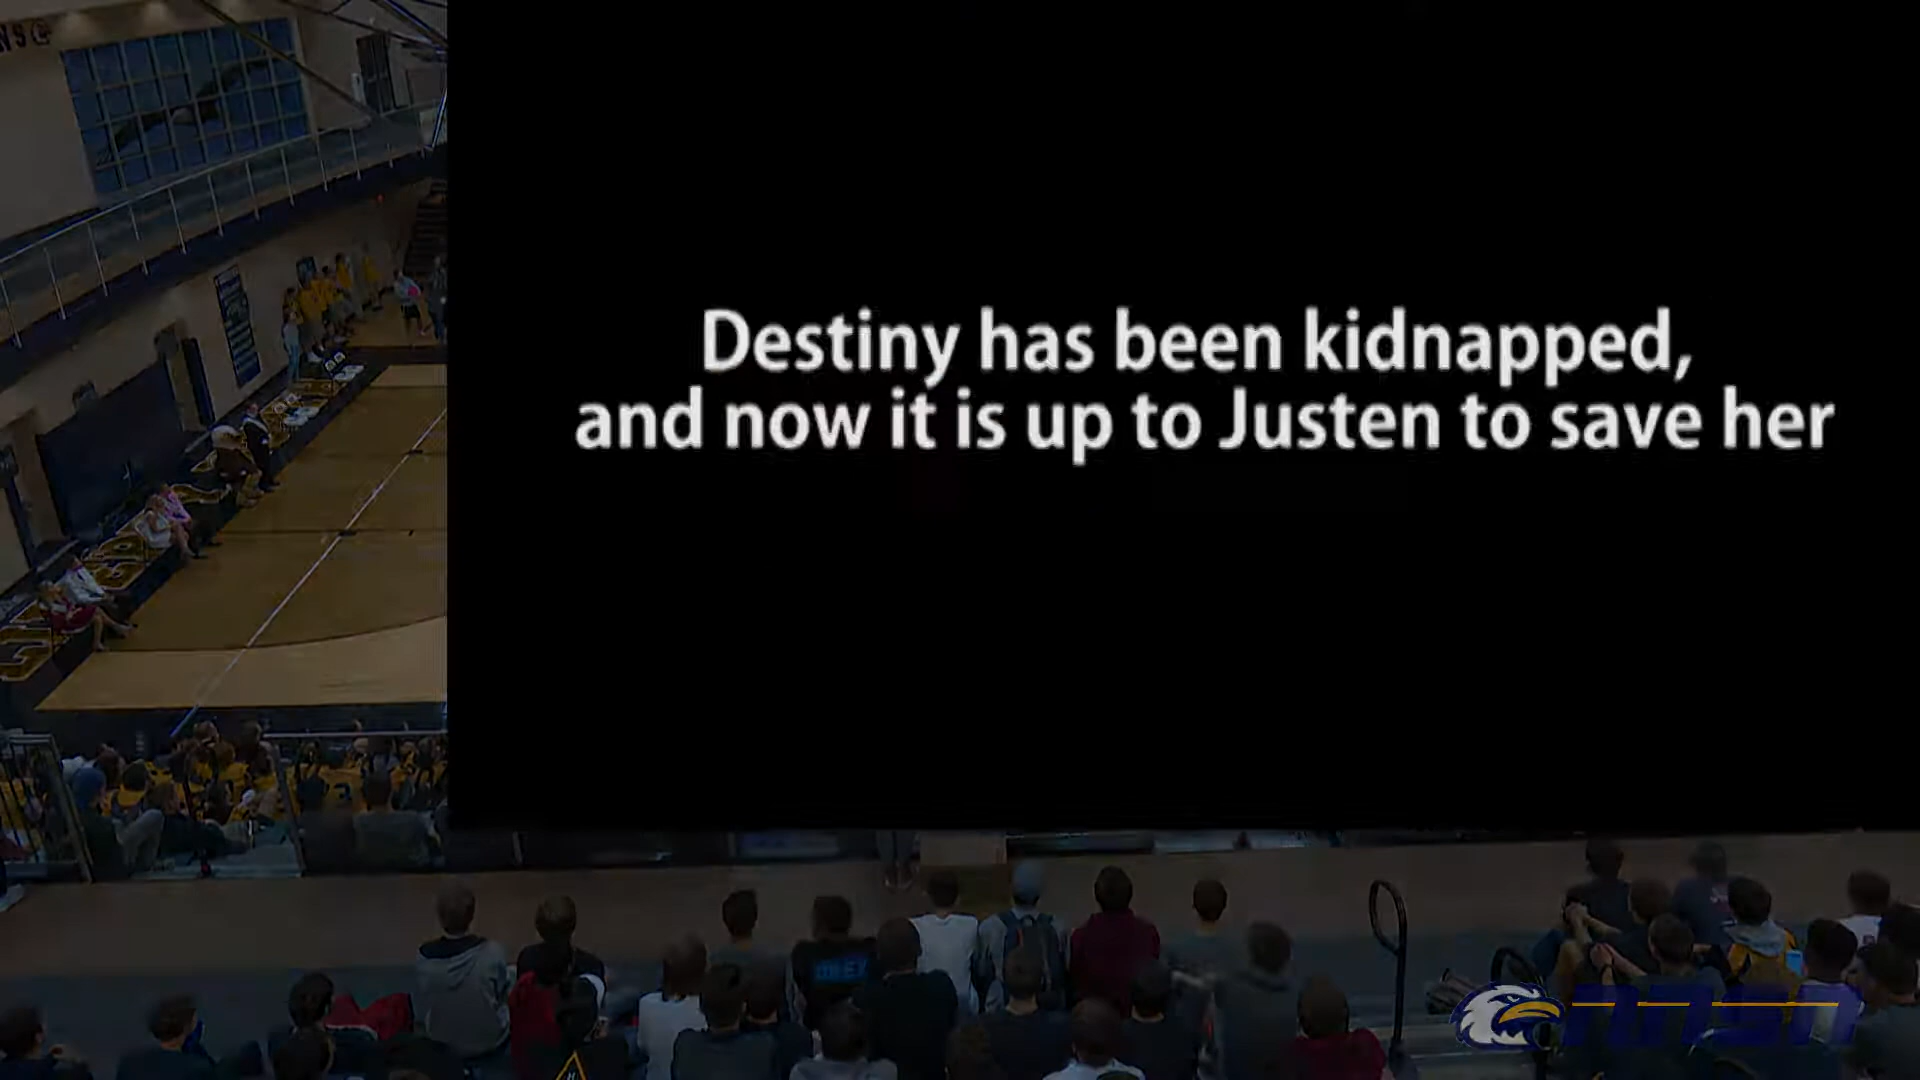 Destiny has been kidnapped,
and now it is up to Justen to save her